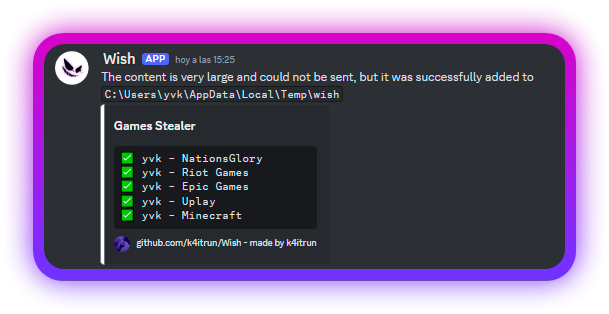 Wish APP hoy a las 15:25
The content is very large and could not be sent, but it was successfully added to
C:\Users\yvk\AppData\Local\Temp\wish
Games Stealer
✅ yvk - NationsGlory
✅ yvk - Riot Games
✅ yvk - Epic Games
✅ yvk - Uplay
✅ yvk - Minecraft
github.com/k4itrun/Wish - made by k4itrun